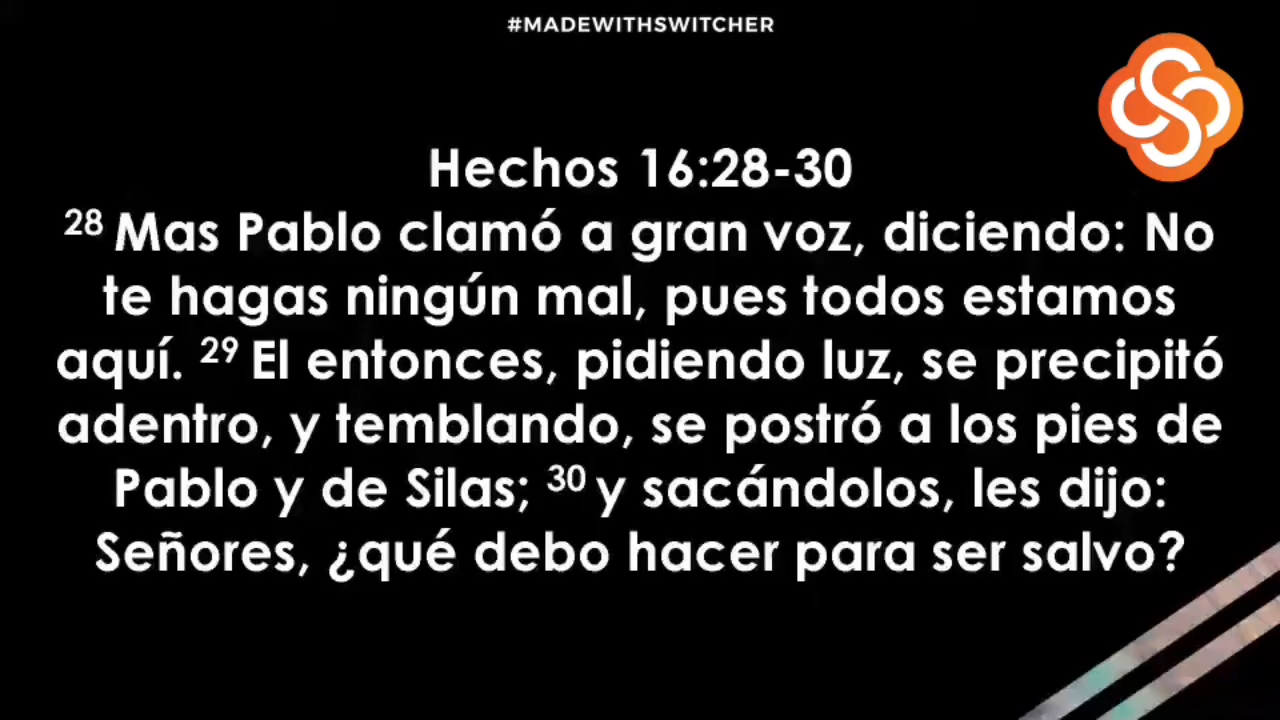 #MADEWITHSWITCHER
Hechos 16:28-30
28 Mas Pablo clamó a gran voz, diciendo: No
te hagas ningún mal, pues todos estamos
aquí. 29 El entonces, pidiendo luz, se precipitó
adentro, y temblando, se postró a los pies de
Pablo y de Silas; 30 y sacándolos, les dijo:
Señores, ¿qué debo hacer para ser salvo?